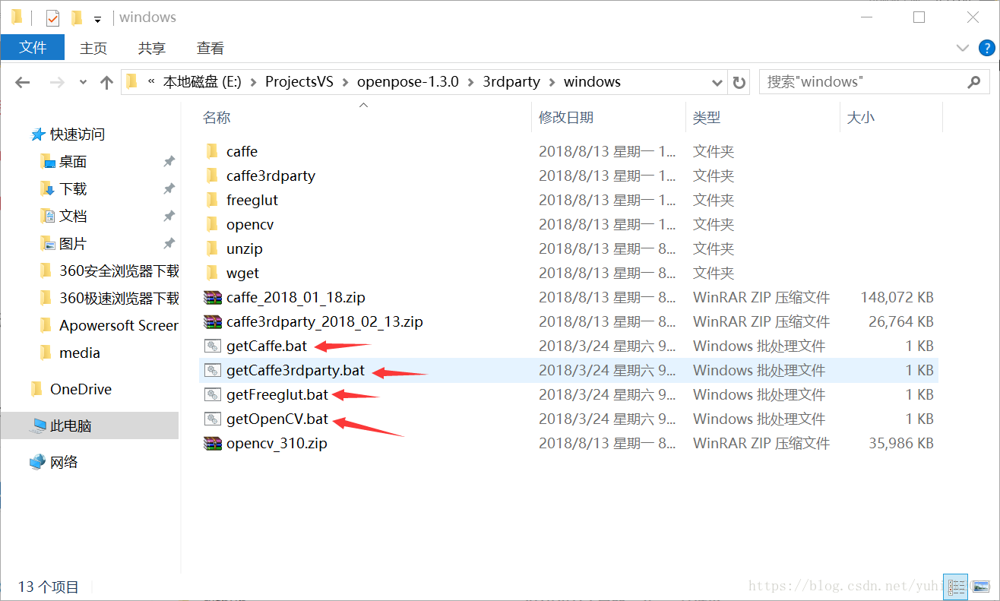 windows
文件 主页 共享 查看
« 本地磁盘 (E:) › ProjectsVS › openpose-1.3.0 › 3rdparty › windows
搜索"windows"
快速访问
桌面
下载
文档
图片
360安全浏览器下载
360极速浏览器下载
Apowersoft Screer
media
OneDrive
此电脑
网络
名称 修改日期 类型 大小
caffe 2018/8/13 星期一 1... 文件夹
caffe3rdparty 2018/8/13 星期一 1... 文件夹
freeglut 2018/8/13 星期一 1... 文件夹
opencv 2018/8/13 星期一 1... 文件夹
unzip 2018/8/13 星期一 8... 文件夹
wget 2018/8/13 星期一 8... 文件夹
caffe_2018_01_18.zip 2018/8/13 星期一 8... WinRAR ZIP 压缩文件 148,072 KB
caffe3rdparty_2018_02_13.zip 2018/8/13 星期一 8... WinRAR ZIP 压缩文件 26,764 KB
getCaffe.bat 2018/3/24 星期六 9... Windows 批处理文件 1 KB
getCaffe3rdparty.bat 2018/3/24 星期六 9... Windows 批处理文件 1 KB
getFreeglut.bat 2018/3/24 星期六 9... Windows 批处理文件 1 KB
getOpenCV.bat 2018/3/24 星期六 9... Windows 批处理文件 1 KB
opencv_310.zip 2018/8/13 星期一 8... WinRAR ZIP 压缩文件 35,986 KB
13 个项目